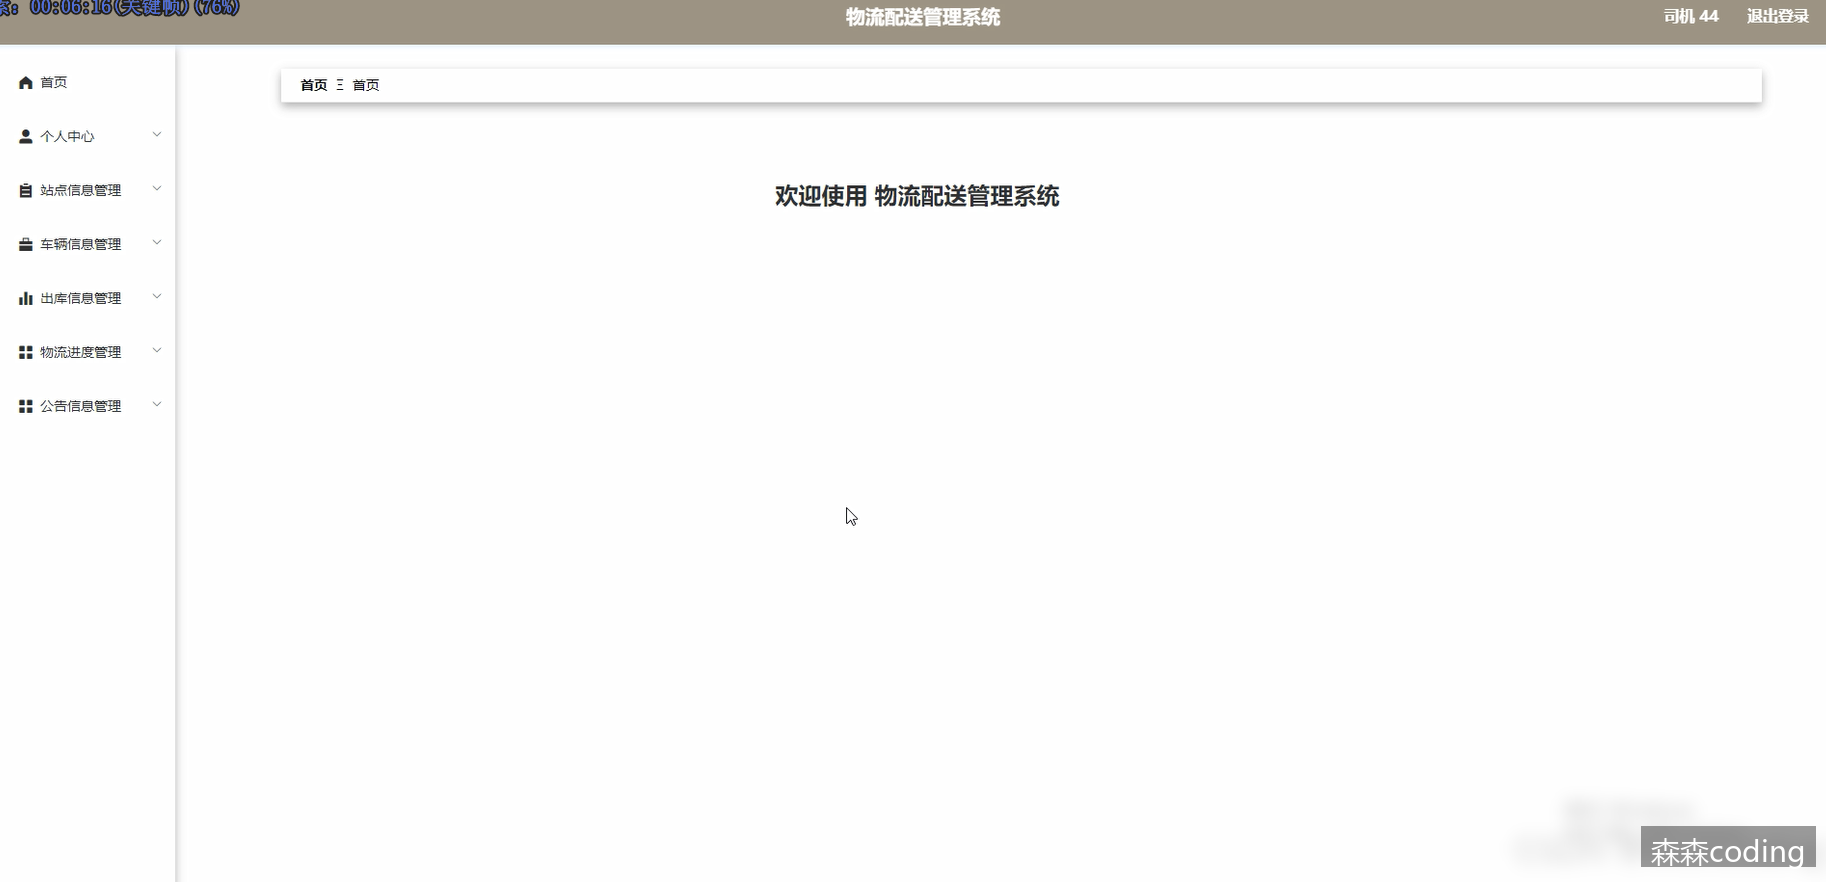 系：00:06:16(关键帧)(76%)
物流配送管理系统
司机 44
退出登录
首页
个人中心
站点信息管理
车辆信息管理
出库信息管理
物流进度管理
公告信息管理
首页 Ξ 首页
欢迎使用 物流配送管理系统
森森coding